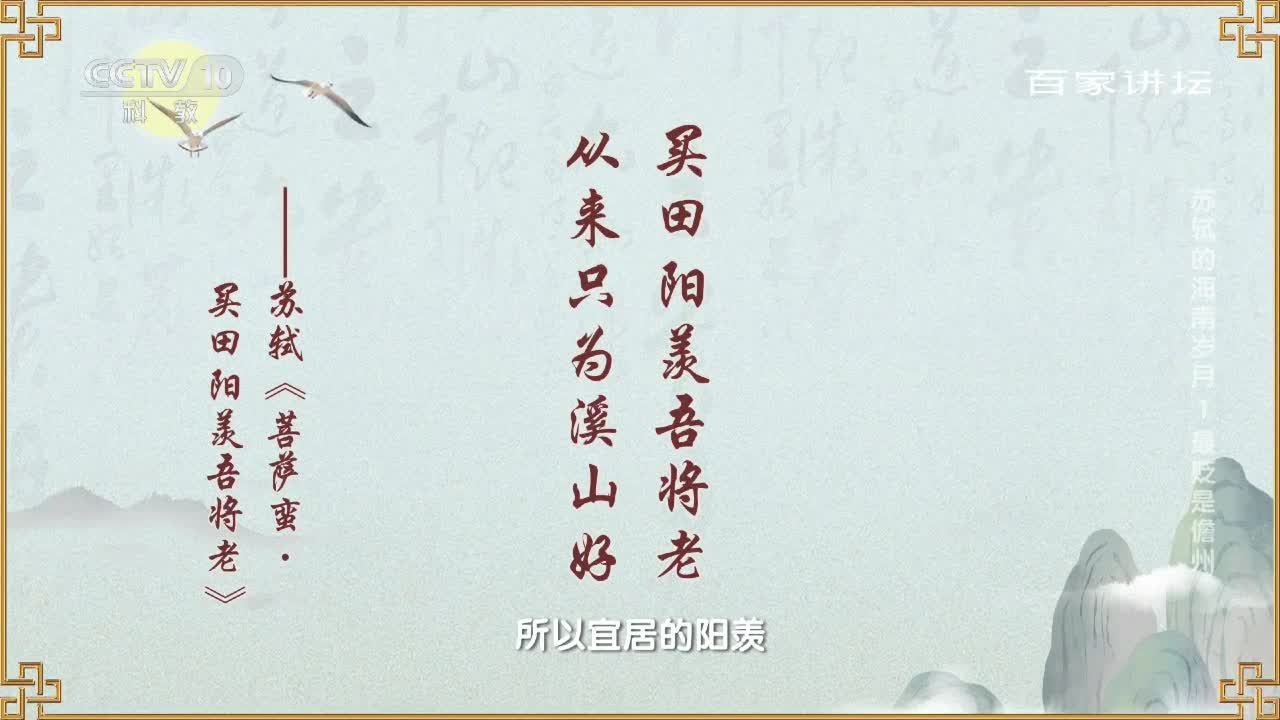 CCTV 10
科教
百家讲坛
买田阳羡吾将老
从来只为溪山好
——苏轼《菩萨蛮·
买田阳羡吾将老》
苏轼的海南岁月 1 最贬是儋州
所以宜居的阳羡